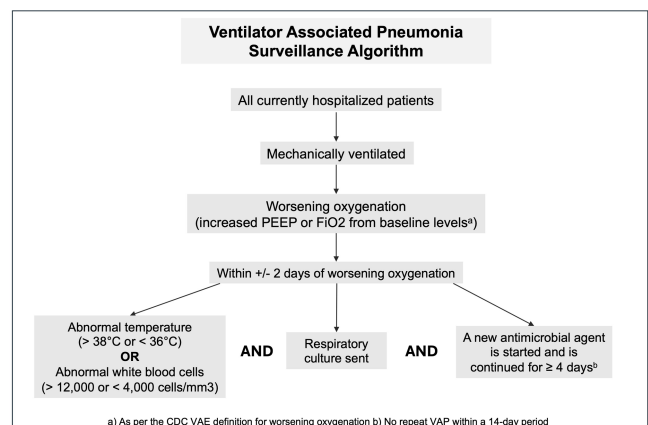 Ventilator Associated Pneumonia
Surveillance Algorithm
All currently hospitalized patients
Mechanically ventilated
Worsening oxygenation
(increased PEEP or FiO2 from baseline levelsᵃ)
Within +/- 2 days of worsening oxygenation
Abnormal temperature
(> 38°C or < 36°C)
OR
Abnormal white blood cells
(> 12,000 or < 4,000 cells/mm3)
AND
Respiratory
culture sent
AND
A new antimicrobial agent
is started and is
continued for ≥ 4 daysᵇ
a) As per the CDC VAE definition for worsening oxygenation b) No repeat VAP within a 14-day period